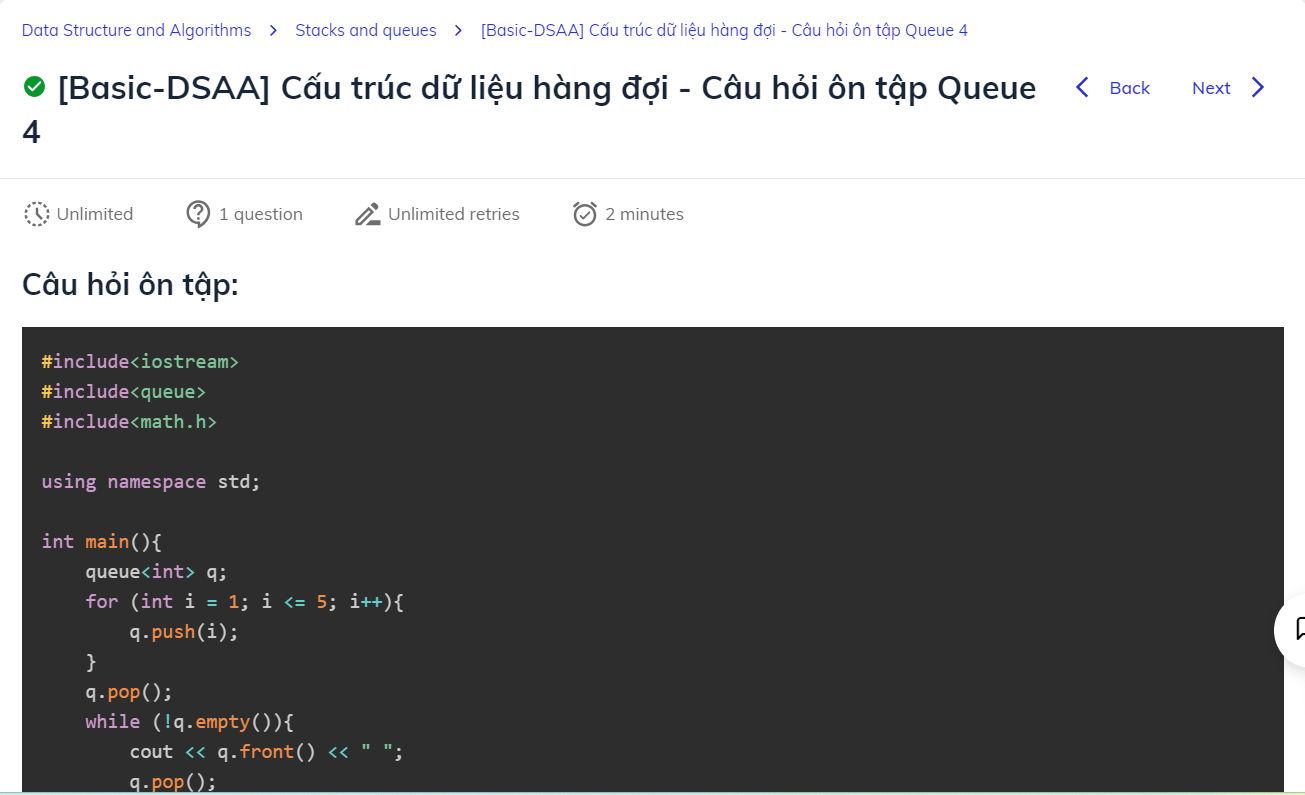 Data Structure and Algorithms > Stacks and queues > [Basic-DSAA] Cấu trúc dữ liệu hàng đợi - Câu hỏi ôn tập Queue 4
[Basic-DSAA] Cấu trúc dữ liệu hàng đợi - Câu hỏi ôn tập Queue
4
Back Next
Unlimited 1 question Unlimited retries 2 minutes
Câu hỏi ôn tập:
#include<iostream>
#include<queue>
#include<math.h>
using namespace std;
int main(){
    queue<int> q;
    for (int i = 1; i <= 5; i++){
        q.push(i);
    }
    q.pop();
    while (!q.empty()){
        cout << q.front() << " ";
        q.pop();